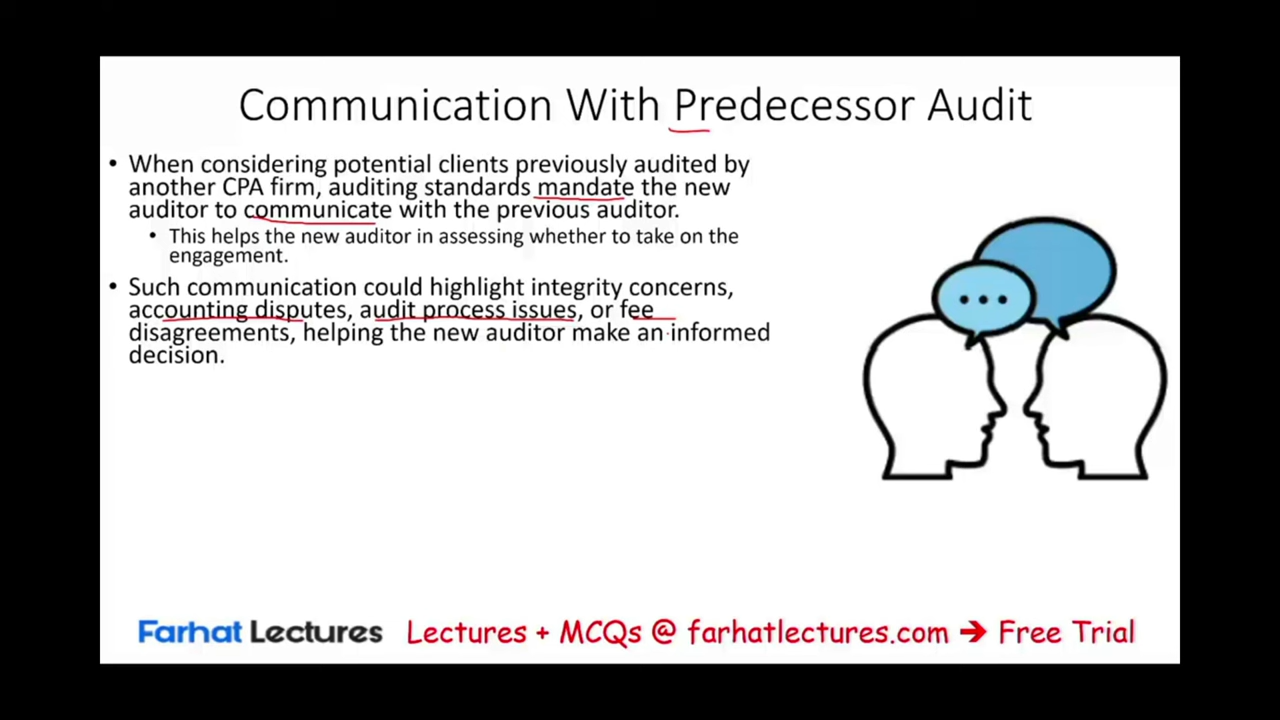 Communication With Predecessor Audit
• When considering potential clients previously audited by
another CPA firm, auditing standards mandate the new
auditor to communicate with the previous auditor.
• This helps the new auditor in assessing whether to take on the
engagement.
• Such communication could highlight integrity concerns,
accounting disputes, audit process issues, or fee
disagreements, helping the new auditor make an informed
decision.
Farhat Lectures Lectures + MCQs @ farhatlectures.com ➔ Free Trial